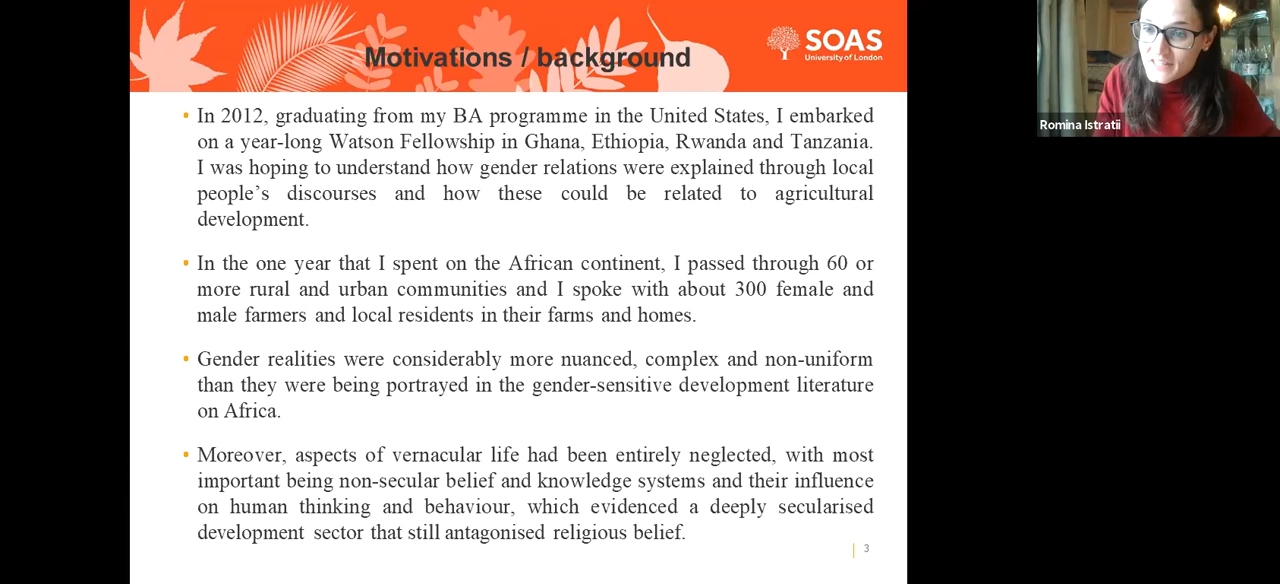 Motivations / background
SOAS
University of London
Romina Istratii
• In 2012, graduating from my BA programme in the United States, I embarked
on a year-long Watson Fellowship in Ghana, Ethiopia, Rwanda and Tanzania.
I was hoping to understand how gender relations were explained through local
people’s discourses and how these could be related to agricultural
development.
• In the one year that I spent on the African continent, I passed through 60 or
more rural and urban communities and I spoke with about 300 female and
male farmers and local residents in their farms and homes.
• Gender realities were considerably more nuanced, complex and non-uniform
than they were being portrayed in the gender-sensitive development literature
on Africa.
• Moreover, aspects of vernacular life had been entirely neglected, with most
important being non-secular belief and knowledge systems and their influence
on human thinking and behaviour, which evidenced a deeply secularised
development sector that still antagonised religious belief.
3